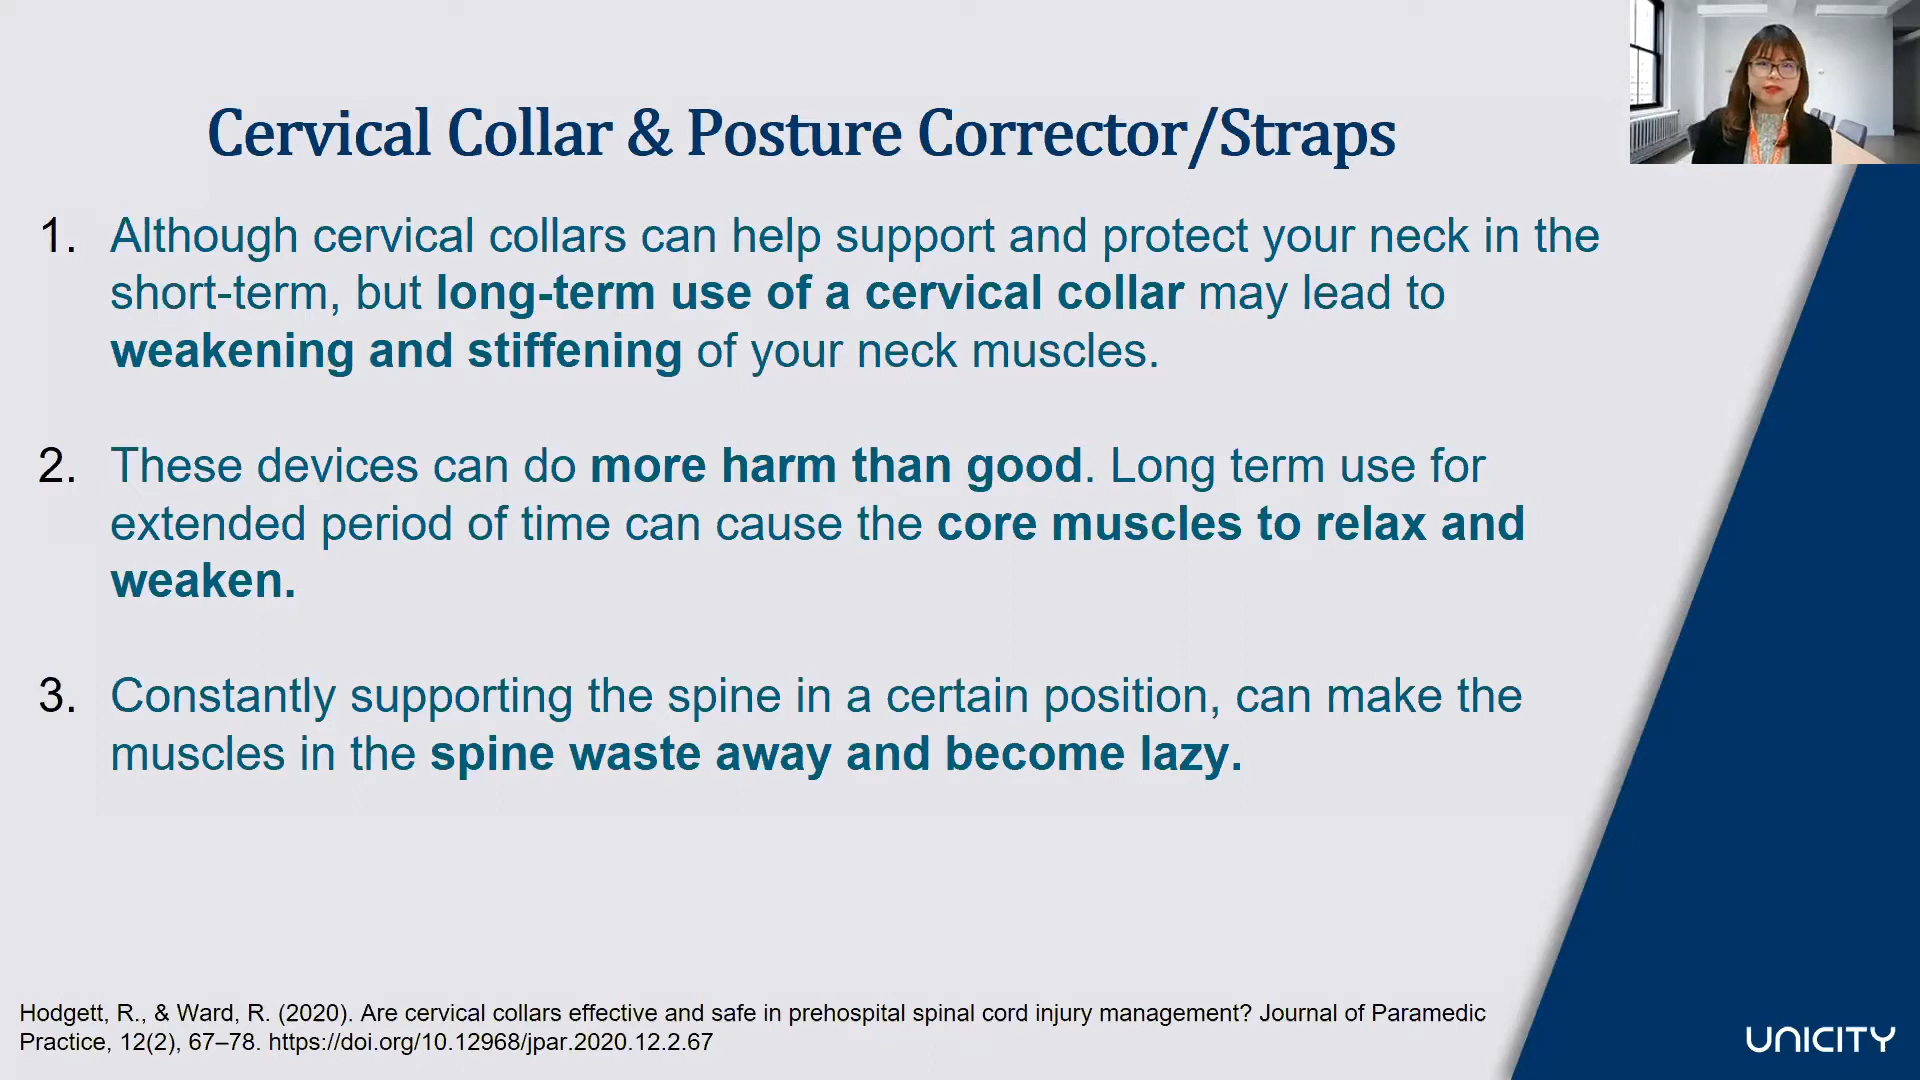 Cervical Collar & Posture Corrector/Straps
1. Although cervical collars can help support and protect your neck in the
short-term, but long-term use of a cervical collar may lead to
weakening and stiffening of your neck muscles.
2. These devices can do more harm than good. Long term use for
extended period of time can cause the core muscles to relax and
weaken.
3. Constantly supporting the spine in a certain position, can make the
muscles in the spine waste away and become lazy.
Hodgett, R., & Ward, R. (2020). Are cervical collars effective and safe in prehospital spinal cord injury management? Journal of Paramedic
Practice, 12(2), 67–78. https://doi.org/10.12968/jpar.2020.12.2.67
UNICITY